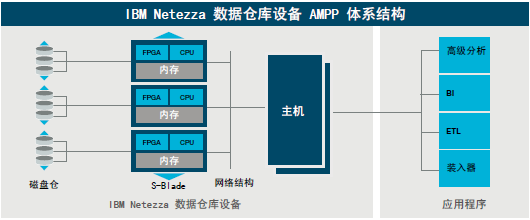 IBM Netezza 数据仓库设备 AMPP 体系结构
FPGA CPU
内存
FPGA CPU
内存
FPGA CPU
内存
主机
高级分析
BI
ETL
装入器
磁盘仓
S-Blade
网络结构
IBM Netezza 数据仓库设备
应用程序